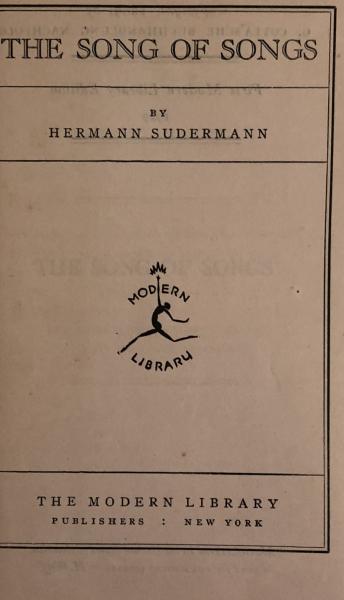 THE SONG OF SONGS
BY
HERMANN SUDERMANN
MODERN
LIBRARY
THE MODERN LIBRARY
PUBLISHERS : NEW YORK